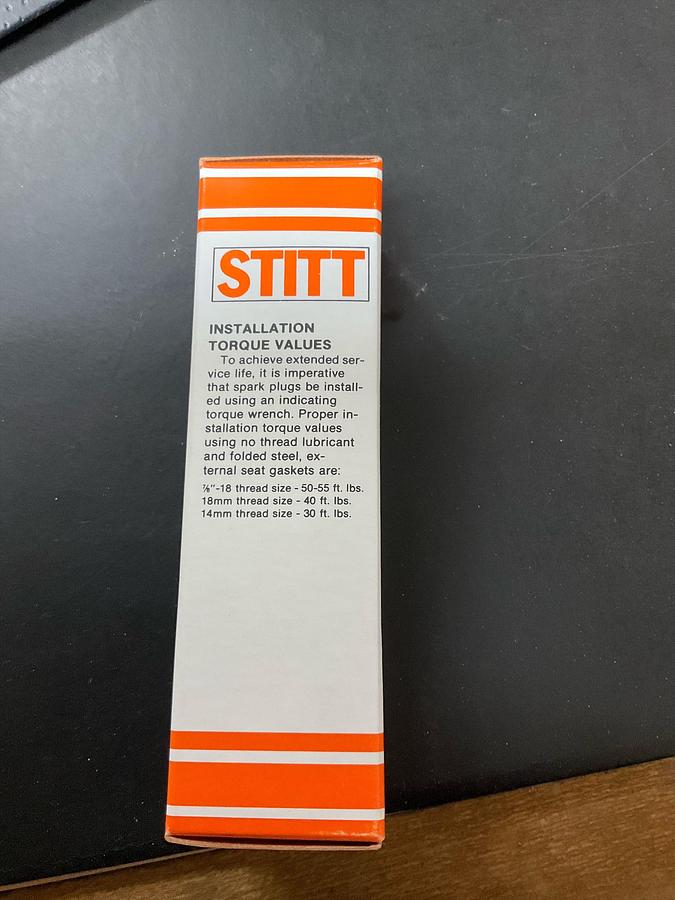 STITT
INSTALLATION
TORQUE VALUES
To achieve extended ser-
vice life, it is imperative
that spark plugs be install-
ed using an indicating
torque wrench. Proper in-
stallation torque values
using no thread lubricant
and folded steel, ex-
ternal seat gaskets are:
⅞"-18 thread size - 50-55 ft. lbs.
18mm thread size - 40 ft. lbs.
14mm thread size - 30 ft. lbs.